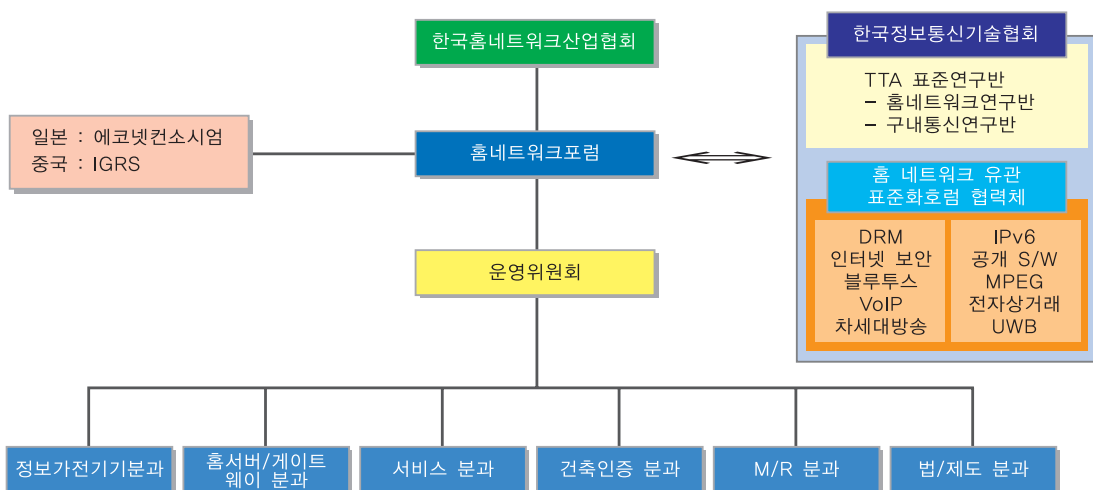 한국홈네트워크산업협회
한국정보통신기술협회
TTA 표준연구반
- 홈네트워크연구반
- 구내통신연구반
일본 : 에코넷컨소시엄
중국 : IGRS
홈네트워크포럼
홈 네트워크 유관
표준화호럼 협력체
DRM
인터넷 보안
블루투스
VoIP
차세대방송
IPv6
공개 S/W
MPEG
전자상거래
UWB
운영위원회
정보가전기기분과
홈서버/게이트
웨이 분과
서비스 분과
건축인증 분과
M/R 분과
법/제도 분과